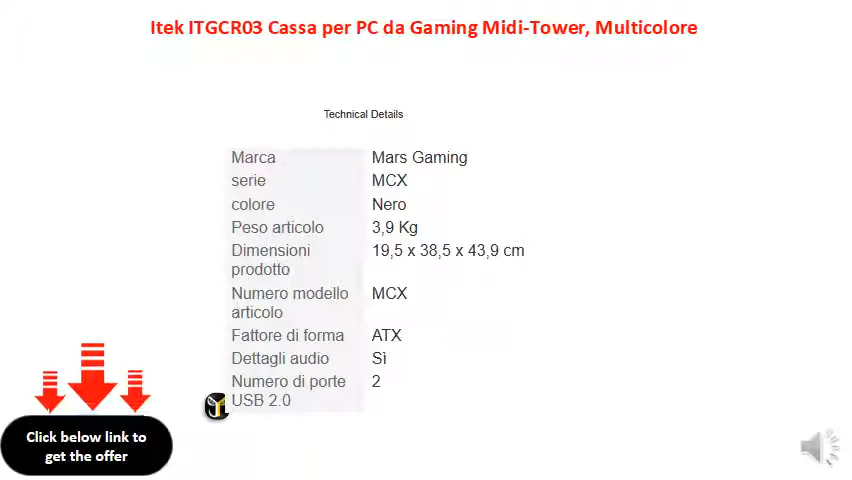 Itek ITGCR03 Cassa per PC da Gaming Midi-Tower, Multicolore
Technical Details
Marca Mars Gaming
serie MCX
colore Nero
Peso articolo 3,9 Kg
Dimensioni 19,5 x 38,5 x 43,9 cm
prodotto
Numero modello MCX
articolo
Fattore di forma ATX
Dettagli audio Sì
Numero di porte 2
USB 2.0
Click below link to
get the offer